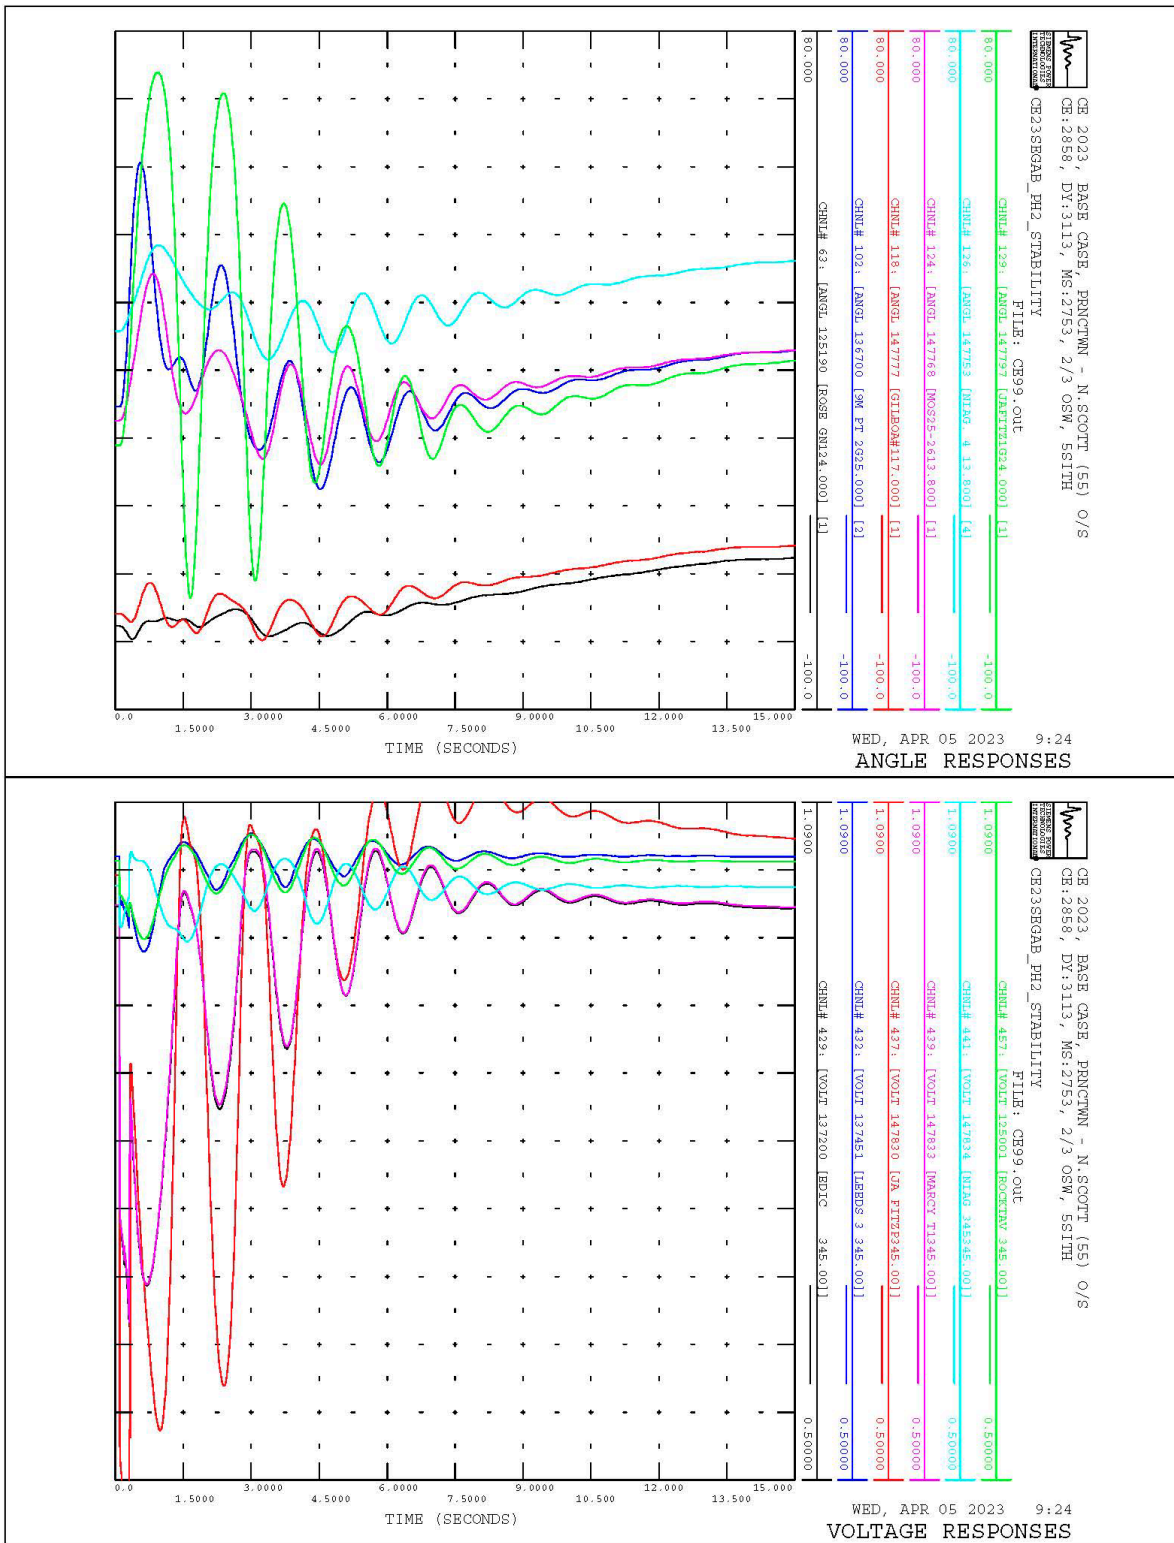 SIEMENS POWER
TECHNOLOGIES
INTERNATIONAL
CE 2023, BASE CASE, PRNCTWN - N.SCOTT (55) O/S
CE:2858, DY:3113, MS:2753, 2/3 OSW, 5SITH
CE23SEGAB_PH2_STABILITY
FILE: CE99.out
80.000 CHNL# 129: [ANGL 147797 [JAFITZ1G24.000] [1] -100.0
80.000 CHNL# 126: [ANGL 147753 [NIAG. 4 13.800] [4] -100.0
80.000 CHNL# 124: [ANGL 147768 [MOS25-2613.800] [1] -100.0
80.000 CHNL# 118: [ANGL 147777 [GILBOA#117.000] [1] -100.0
80.000 CHNL# 102: [ANGL 136700 [9M PT 2G25.000] [2] -100.0
80.000 CHNL# 63: [ANGL 125190 [ROSE GN124.000] [1] -100.0
0.0 1.5000 3.0000 4.5000 6.0000 7.5000 9.0000 10.500 12.000 13.500 15.000
TIME (SECONDS)
WED, APR 05 2023 9:24
ANGLE RESPONSES
SIEMENS POWER
TECHNOLOGIES
INTERNATIONAL
CE 2023, BASE CASE, PRNCTWN - N.SCOTT (55) O/S
CE:2858, DY:3113, MS:2753, 2/3 OSW, 5SITH
CE23SEGAB_PH2_STABILITY
FILE: CE99.out
1.0900 CHNL# 457: [VOLT 125001 [ROCKTAV 345.00]] 0.50000
1.0900 CHNL# 441: [VOLT 147834 [NIAG 345345.00]] 0.50000
1.0900 CHNL# 439: [VOLT 147833 [MARCY T1345.00]] 0.50000
1.0900 CHNL# 437: [VOLT 147830 [JA FITZP345.00]] 0.50000
1.0900 CHNL# 432: [VOLT 137451 [LEEDS 3 345.00]] 0.50000
1.0900 CHNL# 429: [VOLT 137200 [EDIC 345.00]] 0.50000
0.0 1.5000 3.0000 4.5000 6.0000 7.5000 9.0000 10.500 12.000 13.500 15.000
TIME (SECONDS)
WED, APR 05 2023 9:24
VOLTAGE RESPONSES